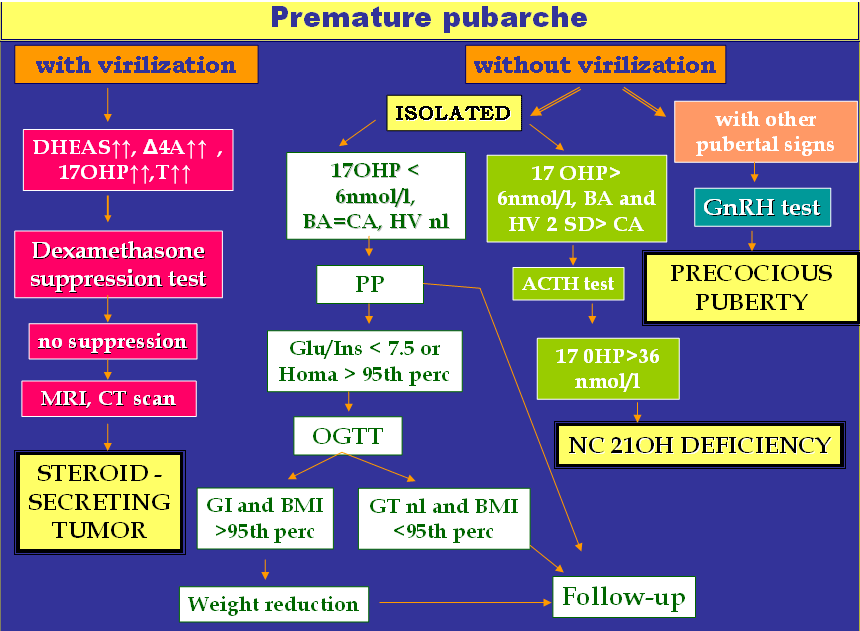 Premature pubarche
with virilization
without virilization
ISOLATED
with other
pubertal signs
DHEAS↑↑, Δ4A↑↑ ,
17OHP↑↑,T↑↑
17OHP <
6nmol/l,
BA=CA, HV nl
17 OHP>
6nmol/l, BA and
HV 2 SD> CA
GnRH test
Dexamethasone
suppression test
PP
ACTH test
PRECOCIOUS
PUBERTY
no suppression
Glu/Ins < 7.5 or
Homa > 95th perc
17 0HP>36
nmol/l
MRI, CT scan
OGTT
NC 21OH DEFICIENCY
STEROID -
SECRETING
TUMOR
GI and BMI
>95th perc
GT nl and BMI
<95th perc
Weight reduction
Follow-up